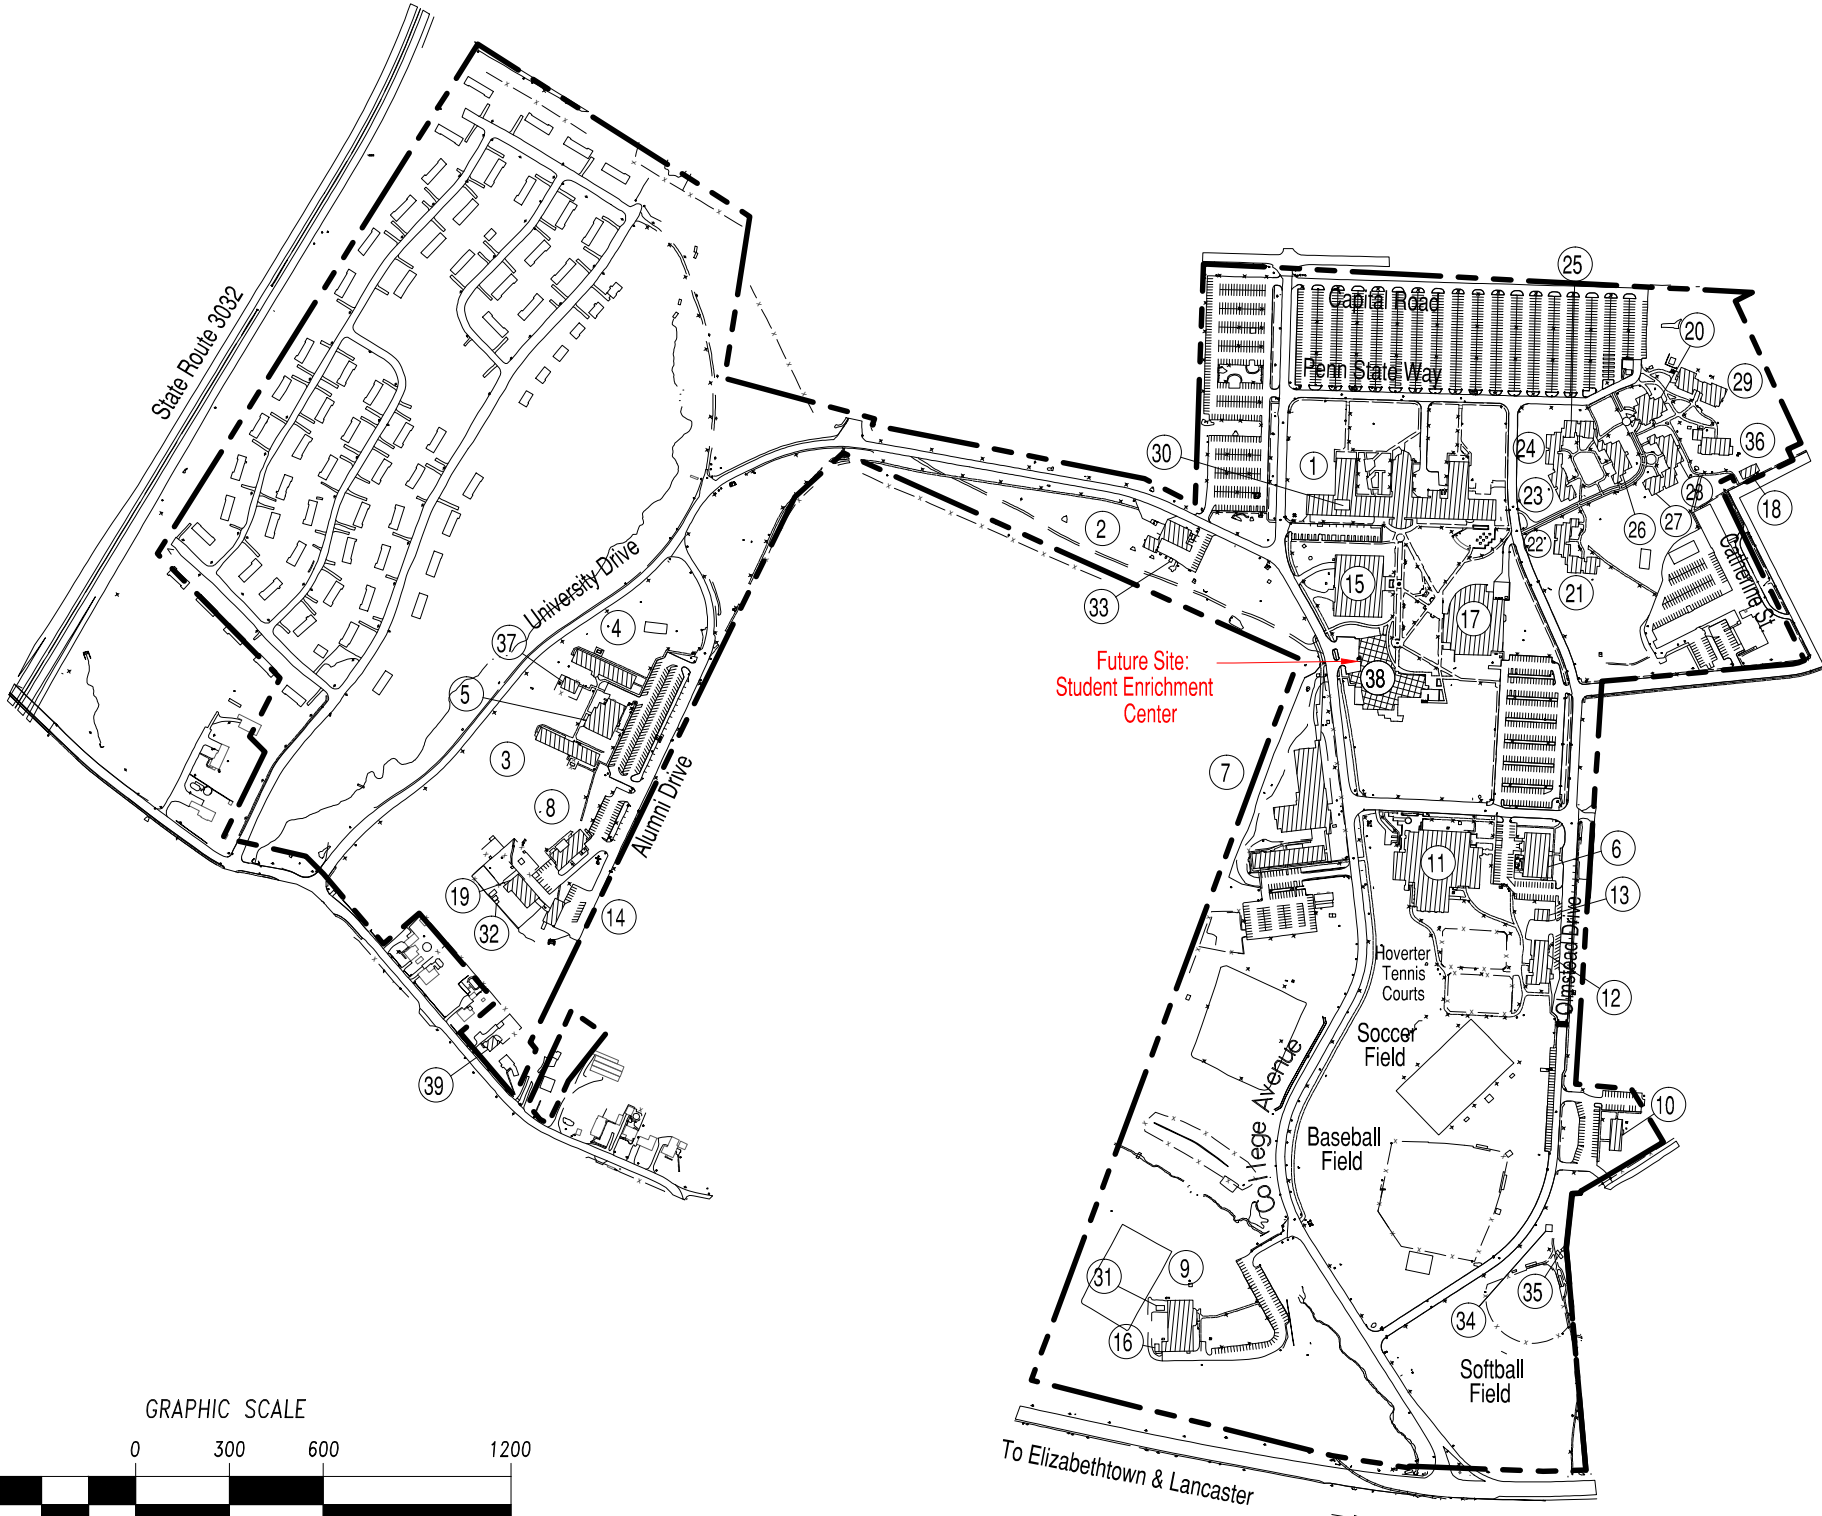 25
Capital Road
20
Penn State Way
29
State Route 3032
30
1
24
36
23
28
18
2
26
27
22
Catherine St
University Drive
15
21
33
17
4
37
Future Site:
Student Enrichment
Center
38
5
3
7
8
Alumni Drive
6
11
19
13
14
32
Olmstead Drive
Hoverter
Tennis
Courts
12
Soccer
Field
39
College Avenue
10
Baseball
Field
9
31
35
34
16
Softball
Field
GRAPHIC SCALE
0 300 600 1200
To Elizabethtown & Lancaster